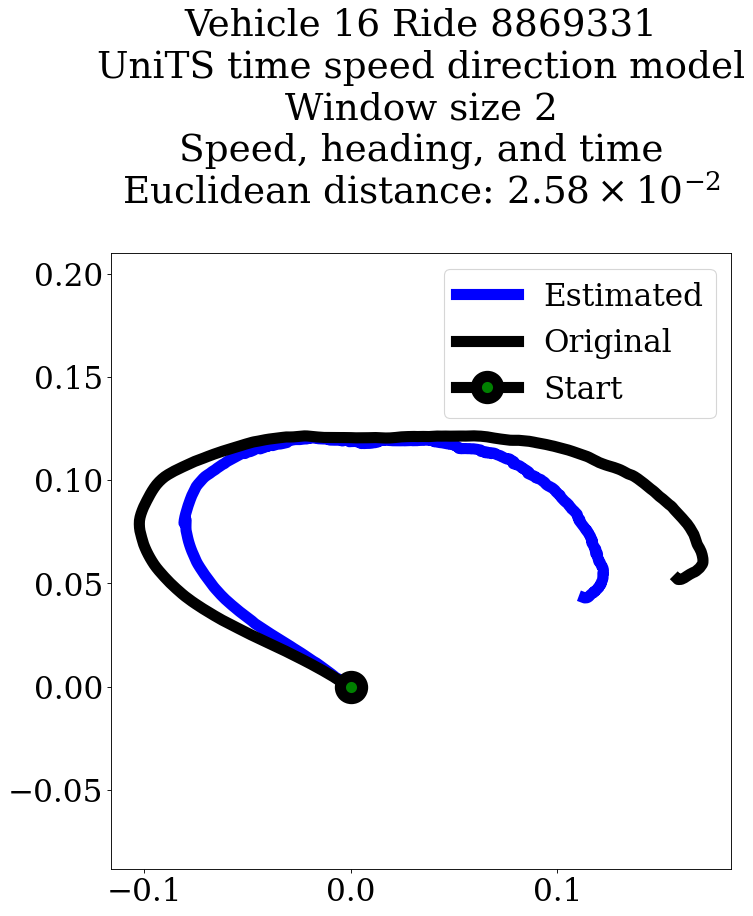 Vehicle 16 Ride 8869331
UniTS time speed direction model
Window size 2
Speed, heading, and time
Euclidean distance: 2.58 × 10⁻²
0.20
Estimated
Original
Start
0.15
0.10
0.05
0.00
−0.05
−0.1
0.0
0.1